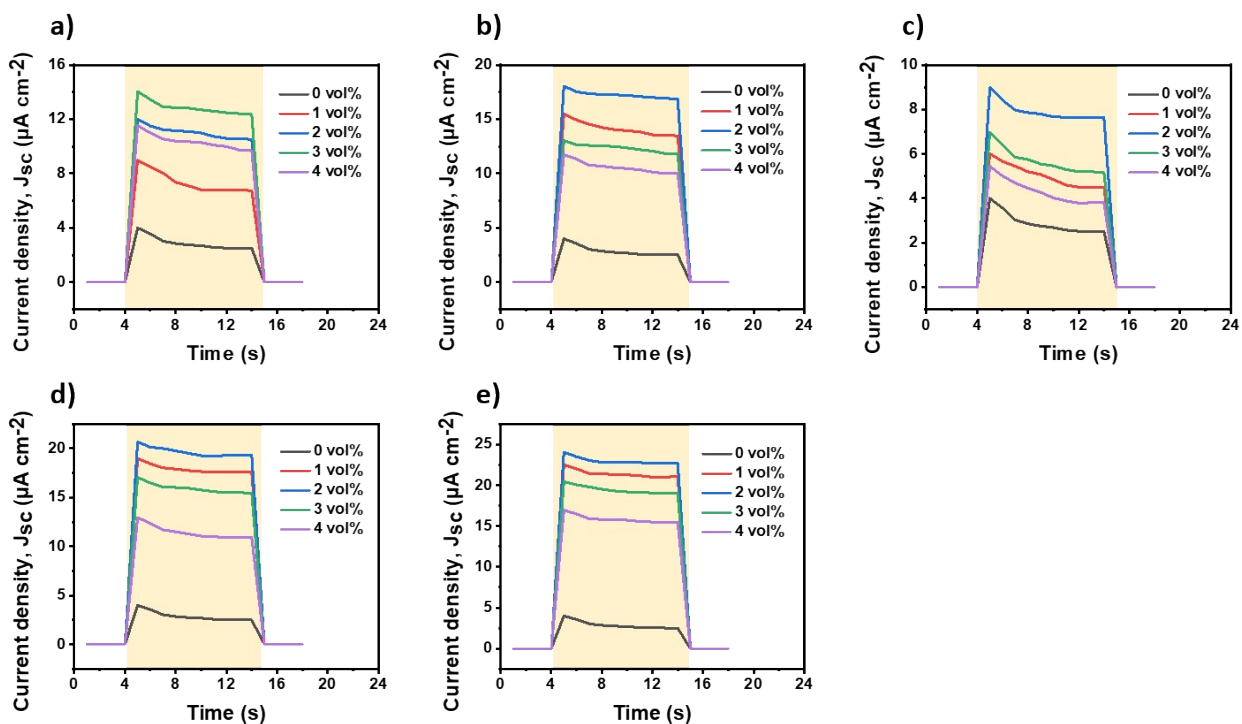 a)
Current density, Jsc (µA cm-2)
16
12
8
4
0
0 4 8 12 16 20 24
Time (s)
0 vol%
1 vol%
2 vol%
3 vol%
4 vol%
b)
Current density, Jsc (µA cm-2)
20
15
10
5
0
0 4 8 12 16 20 24
Time (s)
0 vol%
1 vol%
2 vol%
3 vol%
4 vol%
c)
Current density, Jsc (µA cm-2)
10
8
6
4
2
0
0 4 8 12 16 20 24
Time (s)
0 vol%
1 vol%
2 vol%
3 vol%
4 vol%
d)
Current density, Jsc (µA cm-2)
20
15
10
5
0
0 4 8 12 16 20 24
Time (s)
0 vol%
1 vol%
2 vol%
3 vol%
4 vol%
e)
Current density, Jsc (µA cm-2)
25
20
15
10
5
0
0 4 8 12 16 20 24
Time (s)
0 vol%
1 vol%
2 vol%
3 vol%
4 vol%